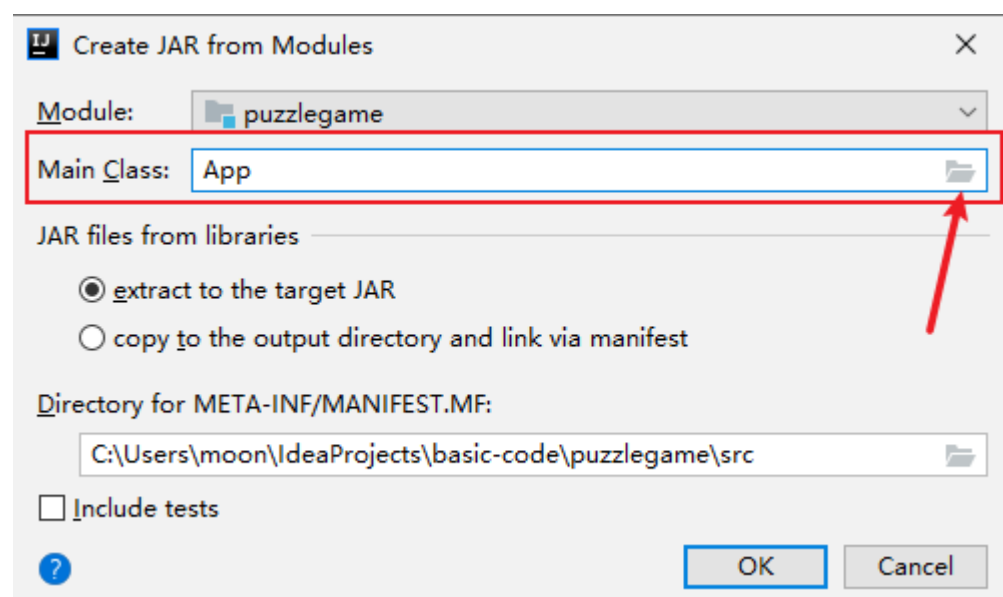 Create JAR from Modules
Module: puzzlegame
Main Class: App
JAR files from libraries
extract to the target JAR
copy to the output directory and link via manifest
Directory for META-INF/MANIFEST.MF:
C:\Users\moon\IdeaProjects\basic-code\puzzlegame\src
Include tests
? OK Cancel